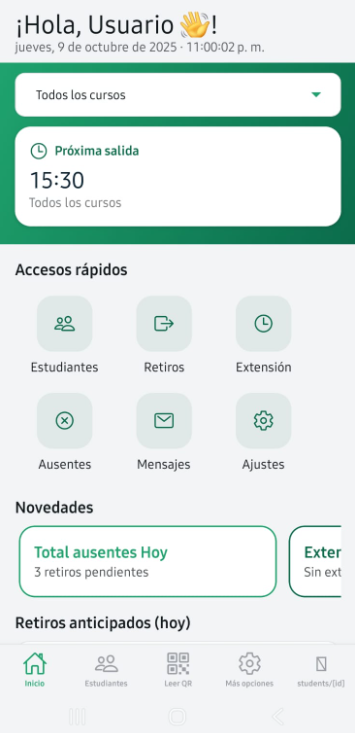 ¡Hola, Usuario 👋!
jueves, 9 de octubre de 2025 · 11:00:02 p. m.
Todos los cursos
Próxima salida
15:30
Todos los cursos
Accesos rápidos
Estudiantes Retiros Extensión
Ausentes Mensajes Ajustes
Novedades
Total ausentes Hoy
3 retiros pendientes
Exter
Sin ext
Retiros anticipados (hoy)
Inicio Estudiantes Leer QR Más opciones students/[id]